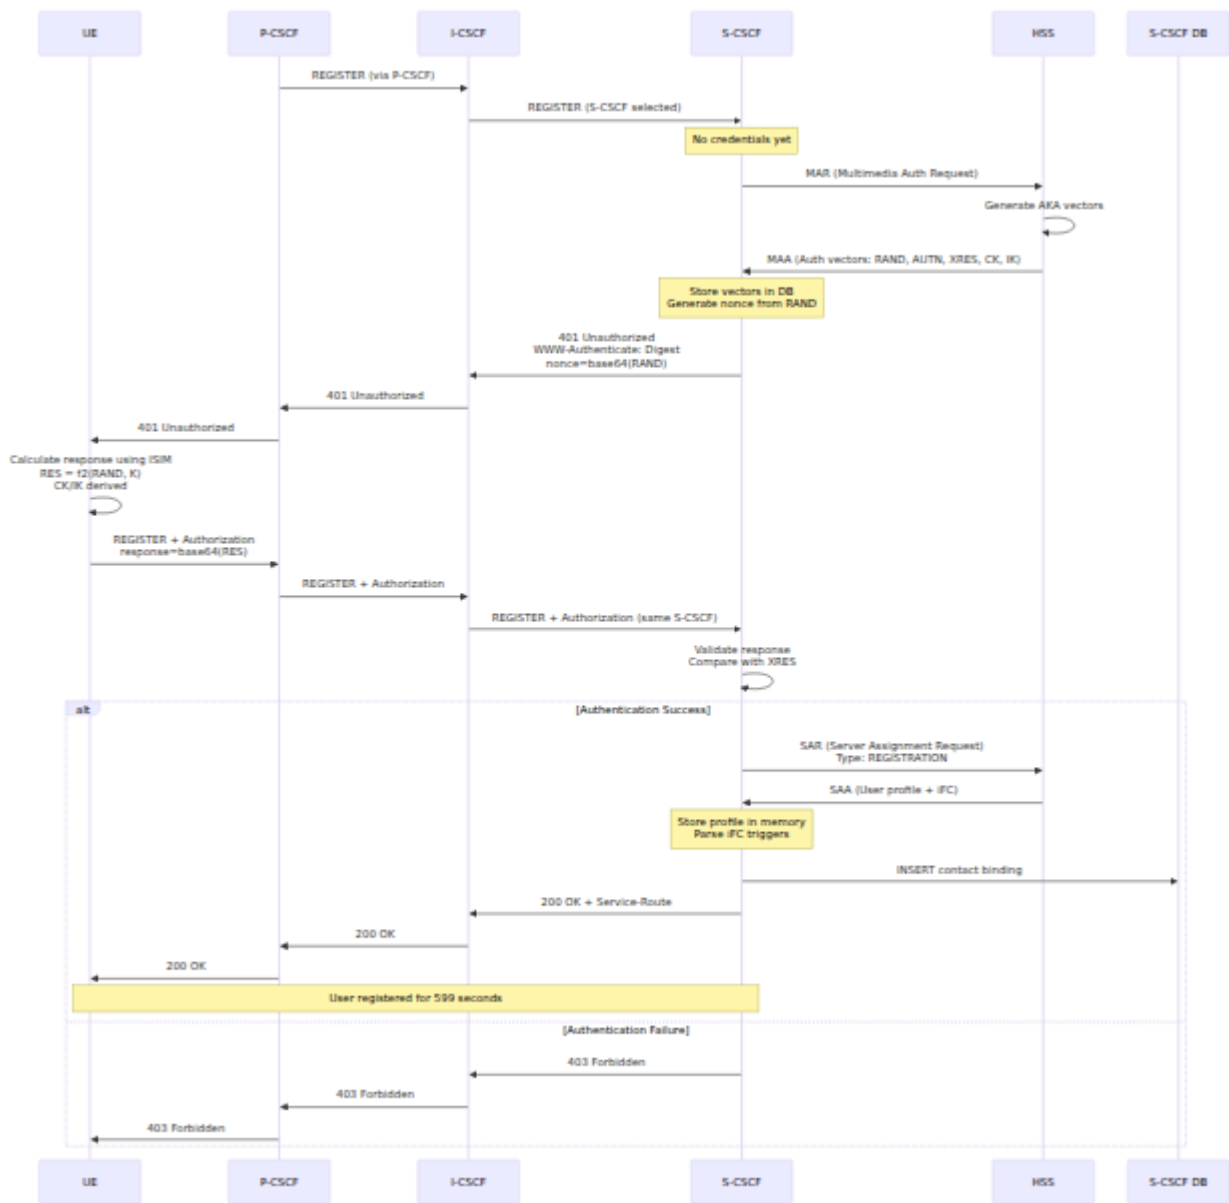 UE
P-CSCF
I-CSCF
S-CSCF
HSS
S-CSCF DB
REGISTER (via P-CSCF)
REGISTER (S-CSCF selected)
No credentials yet
MAR (Multimedia Auth Request)
Generate AKA vectors
MAA (Auth vectors: RAND, AUTN, XRES, CK, IK)
Store vectors in DB
Generate nonce from RAND
401 Unauthorized
WWW-Authenticate: Digest
nonce=base64(RAND)
401 Unauthorized
401 Unauthorized
Calculate response using ISIM
RES = f2(RAND, K)
CK/IK derived
REGISTER + Authorization
response=base64(RES)
REGISTER + Authorization
REGISTER + Authorization (same S-CSCF)
Validate response
Compare with XRES
alt
[Authentication Success]
SAR (Server Assignment Request)
Type: REGISTRATION
SAA (User profile + iFC)
Store profile in memory
Parse iFC triggers
INSERT contact binding
200 OK + Service-Route
200 OK
200 OK
User registered for 599 seconds
[Authentication Failure]
403 Forbidden
403 Forbidden
403 Forbidden
UE
P-CSCF
I-CSCF
S-CSCF
HSS
S-CSCF DB